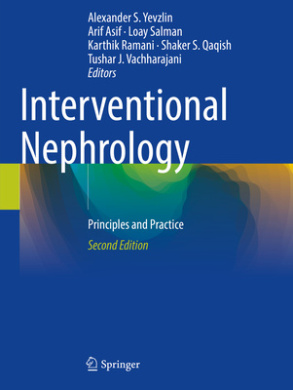 Alexander S. Yevzlin
Arif Asif · Loay Salman
Karthik Ramani · Shaker S. Qaqish
Tushar J. Vachharajani
Editors
Interventional
Nephrology
Principles and Practice
Second Edition
Springer